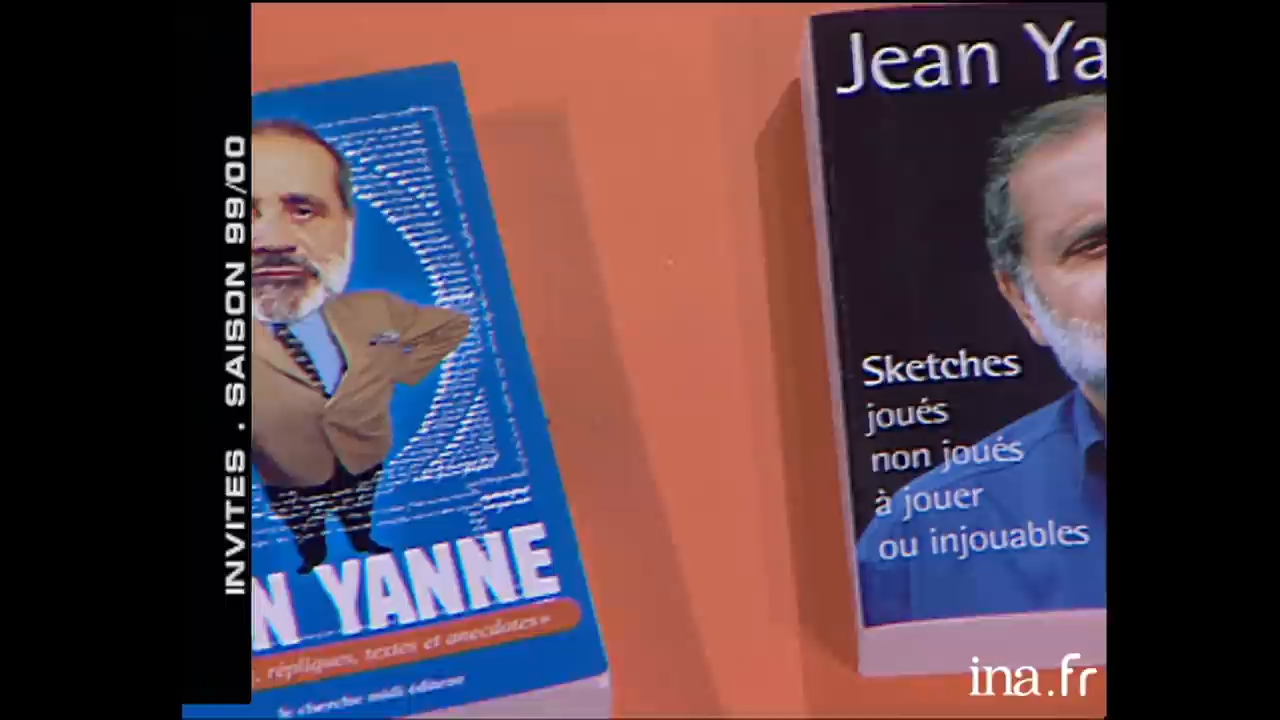 INVITES . SAISON 99/00
N YANNE
répliques, textes et anecdotes »
le cherche midi éditeur
Jean Ya
Sketches
joués
non joués
à jouer
ou injouables
ina.fr